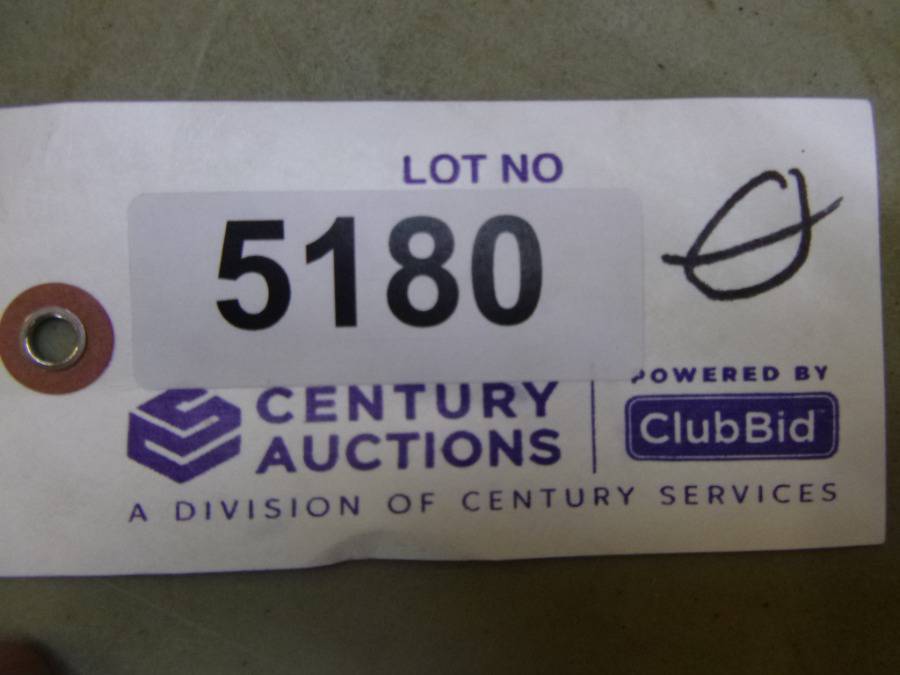 LOT NO
5180
CENTURY
AUCTIONS
POWERED BY
ClubBid
A DIVISION OF CENTURY SERVICES